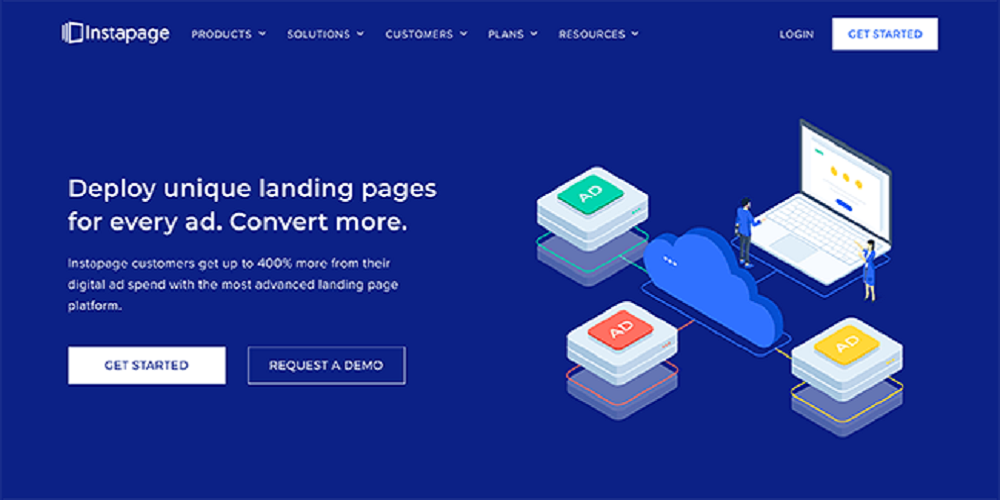 Instapage PRODUCTS SOLUTIONS CUSTOMERS PLANS RESOURCES LOGIN GET STARTED
Deploy unique landing pages
for every ad. Convert more.
Instapage customers get up to 400% more from their
digital ad spend with the most advanced landing page
platform.
GET STARTED REQUEST A DEMO
AD
AD
AD